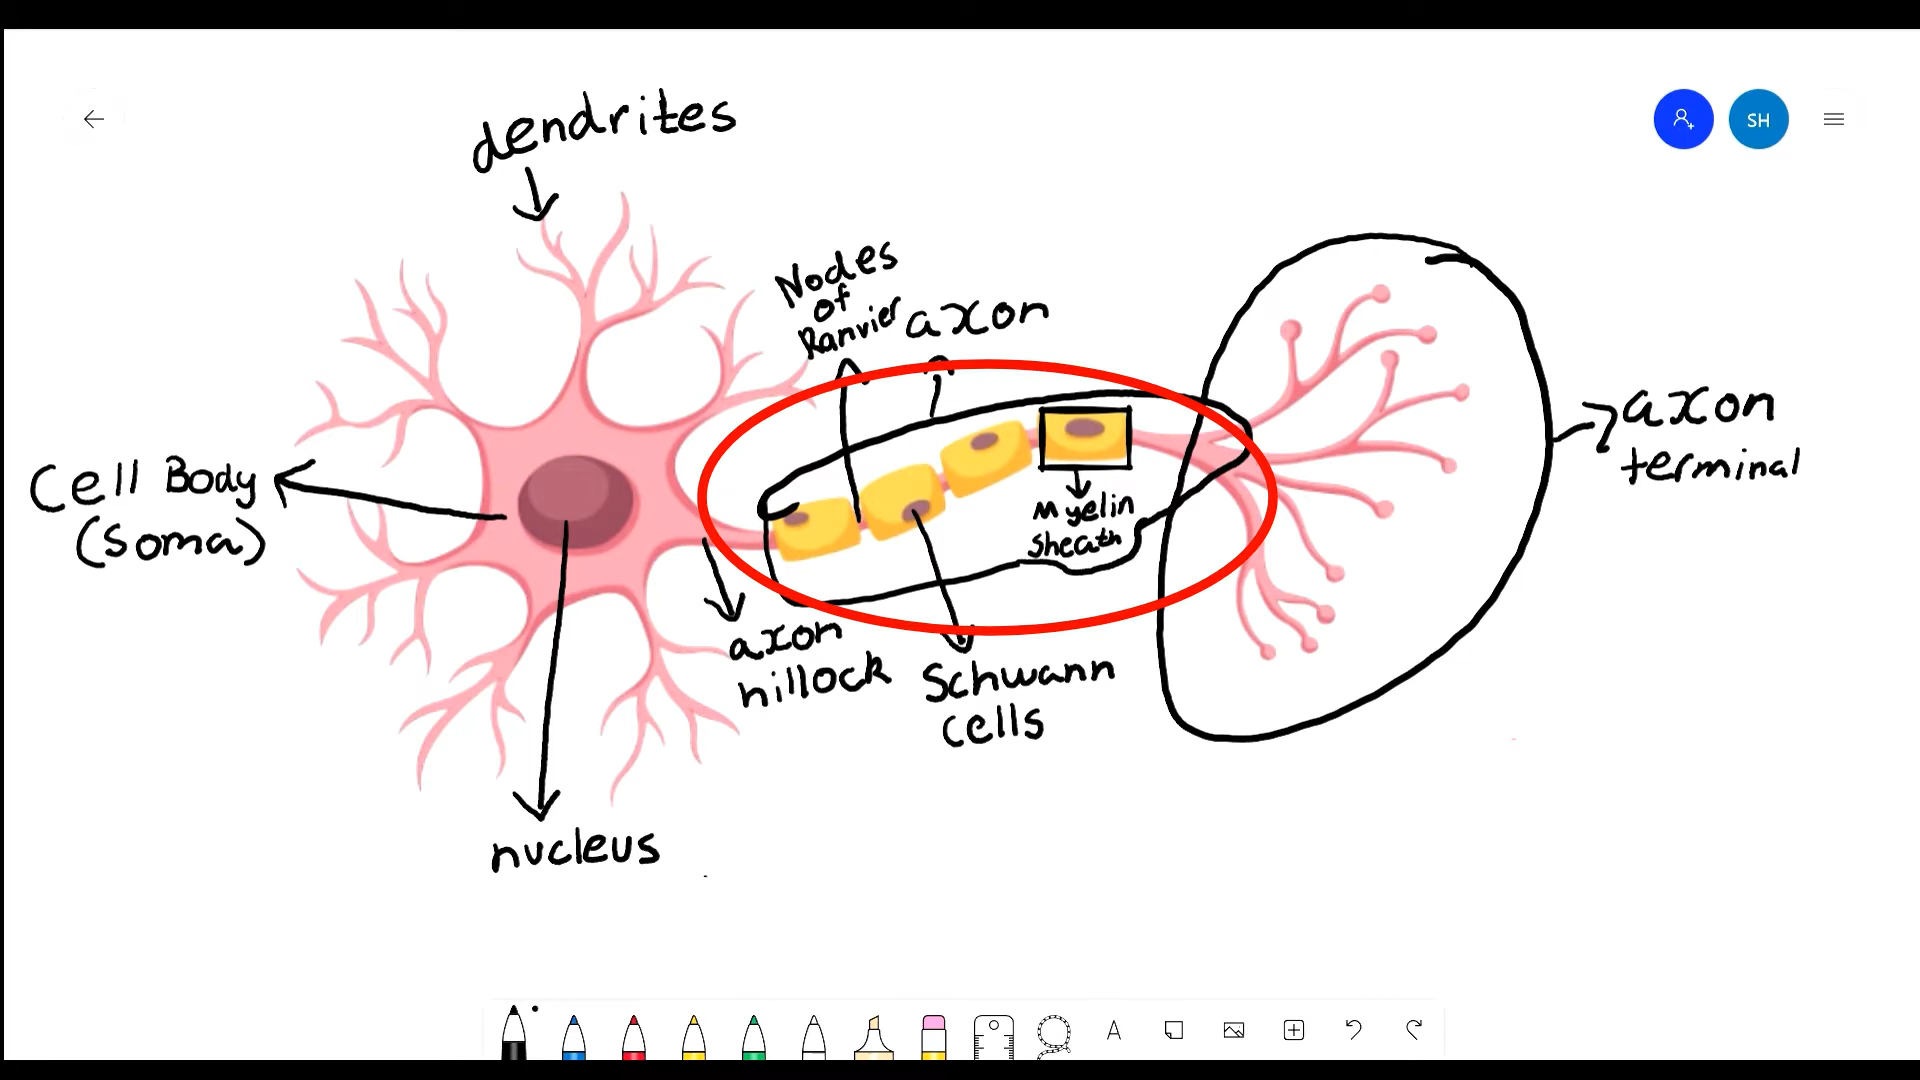 dendrites
SH
Nodes
of
Ranvier
axon
axon
terminal
Cell Body
(Soma)
Myelin
Sheath
axon
hillock
Schwann
cells
nucleus
A